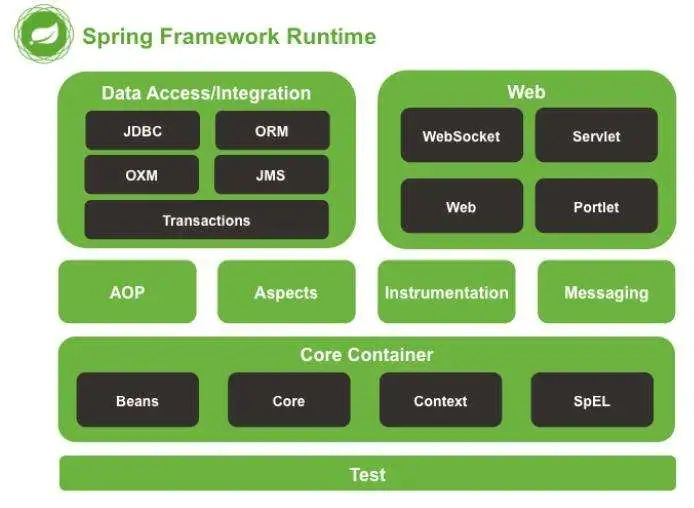 Spring Framework Runtime
Data Access/Integration
JDBC
ORM
OXM
JMS
Transactions
Web
WebSocket
Servlet
Web
Portlet
AOP
Aspects
Instrumentation
Messaging
Core Container
Beans
Core
Context
SpEL
Test